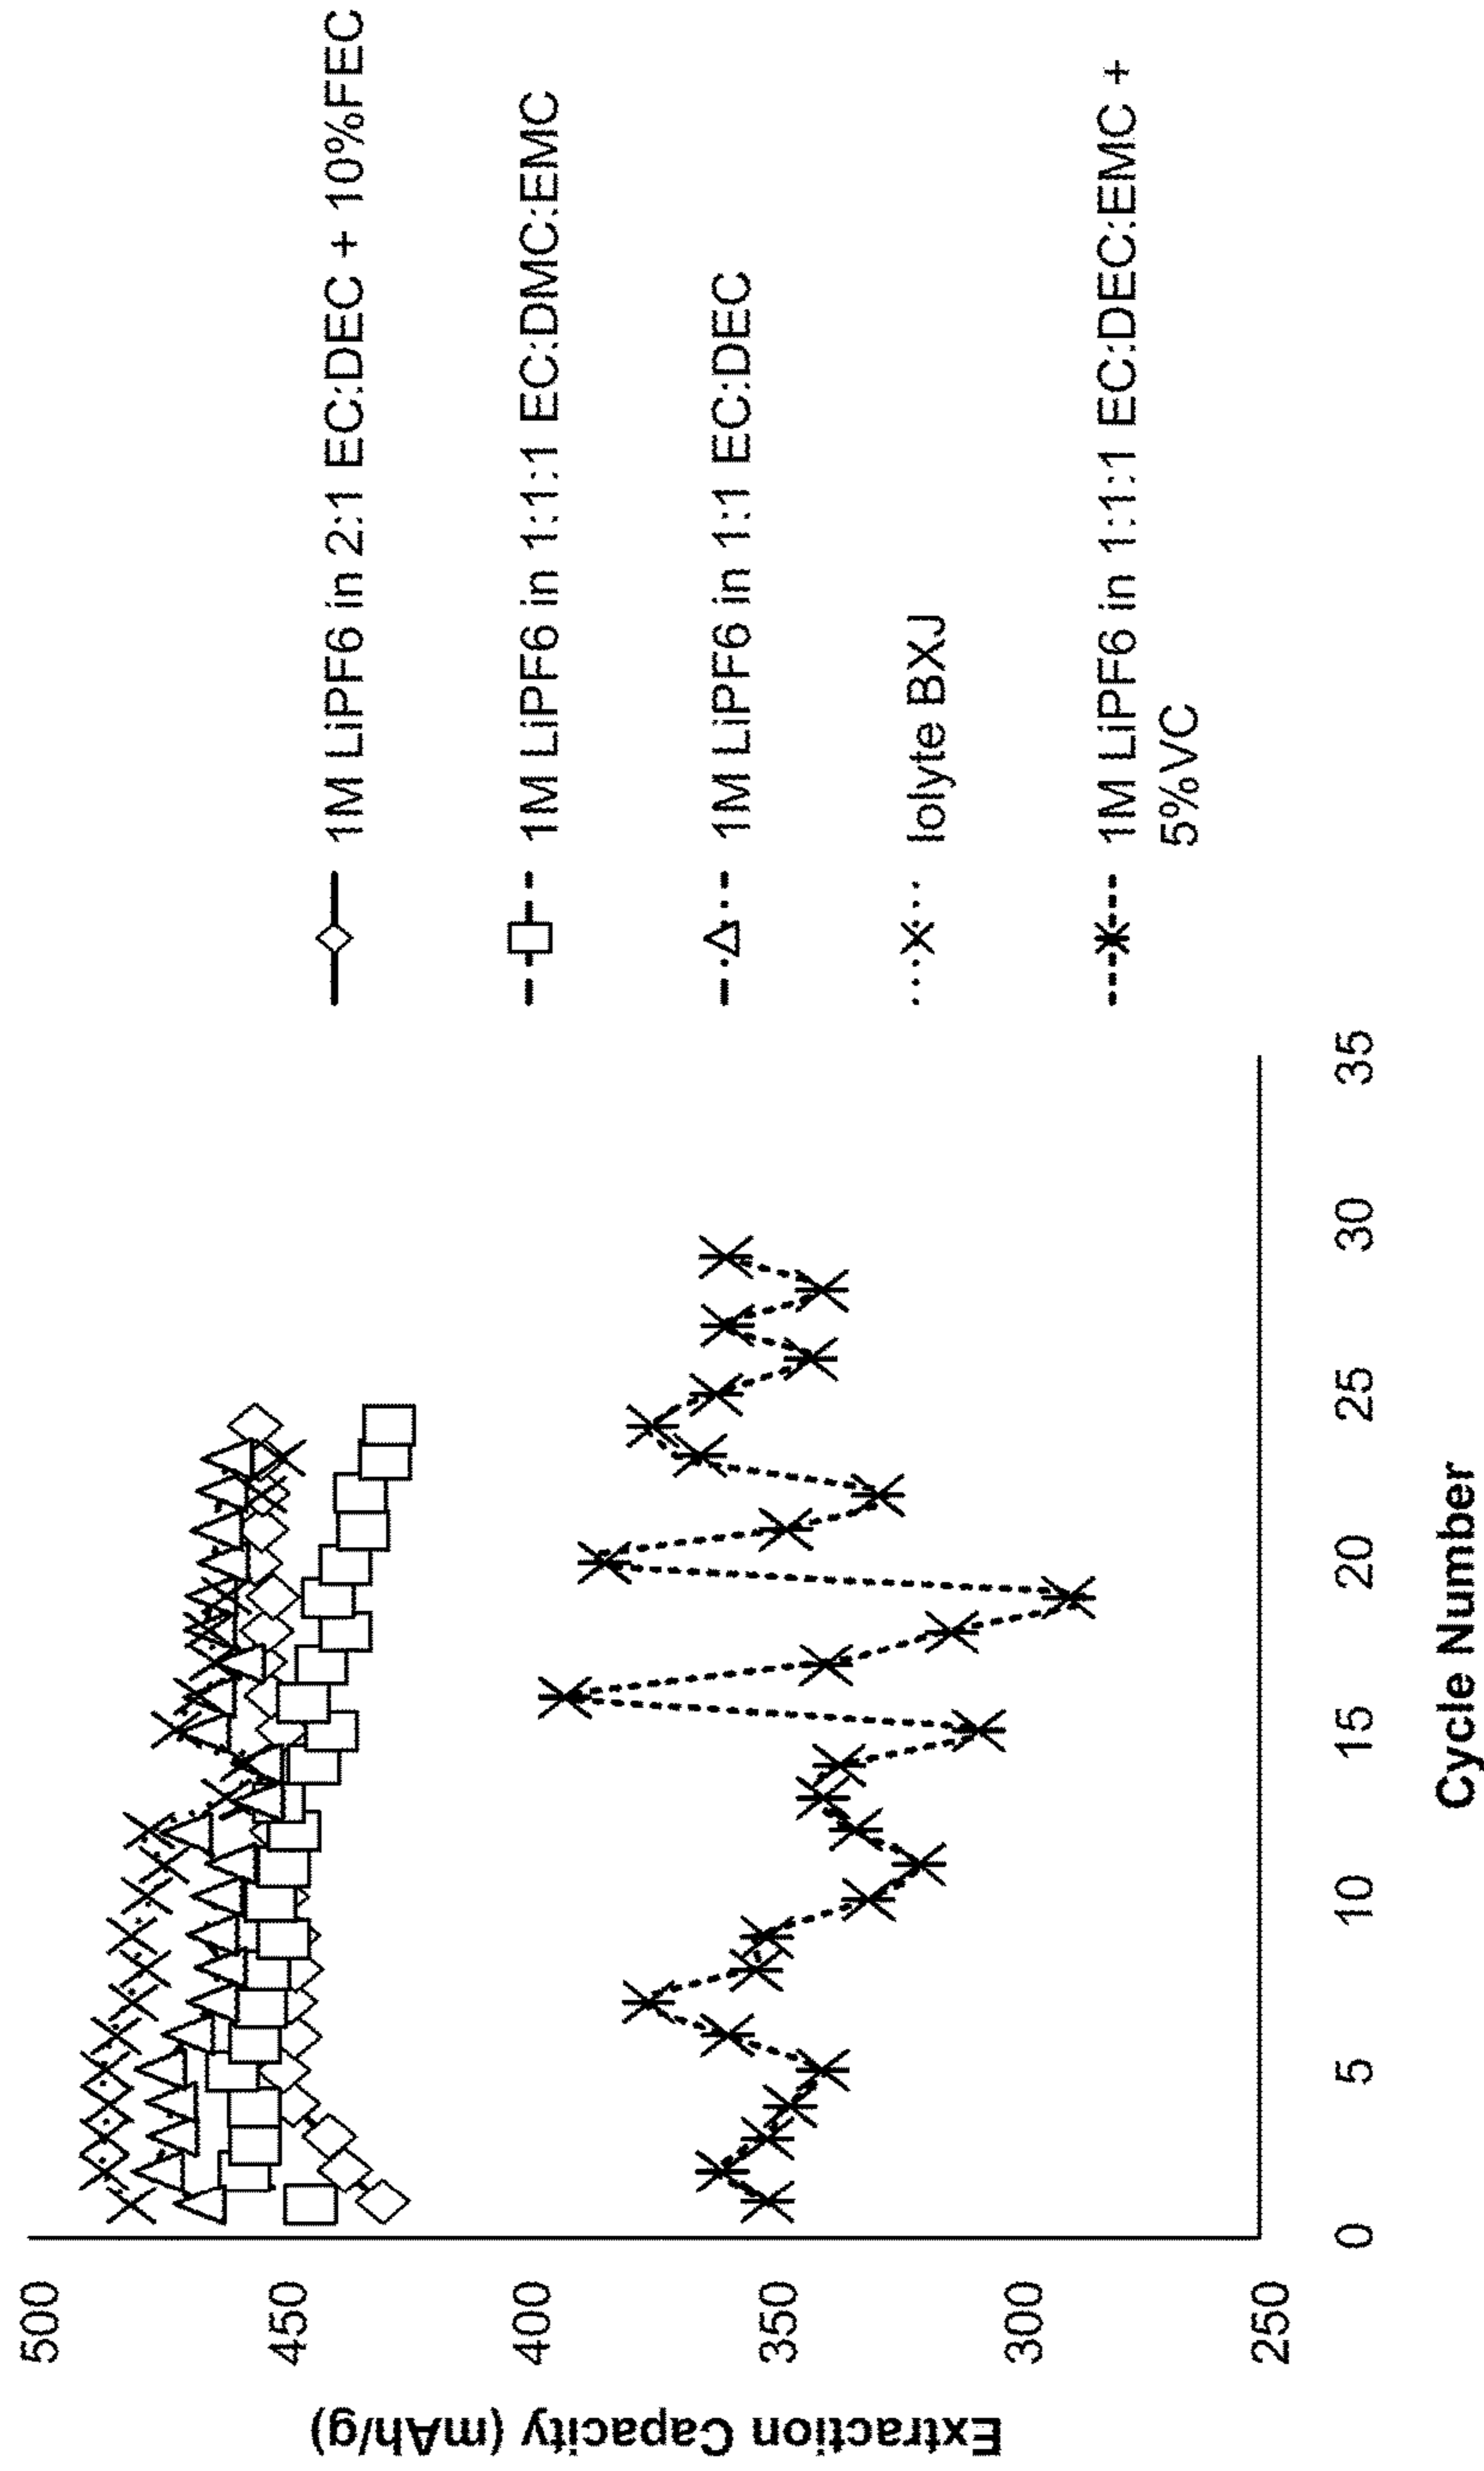 Extraction Capacity (mAh/g)
500
450
400
350
300
250
0
5
10
15
20
25
30
35
Cycle Number
1M LiPF6 in 2:1 EC:DEC + 10%FEC
1M LiPF6 in 1:1:1 EC:DMC:EMC
1M LiPF6 in 1:1 EC:DEC
Iolyte BXJ
1M LiPF6 in 1:1:1 EC:DEC:EMC +
5%VC